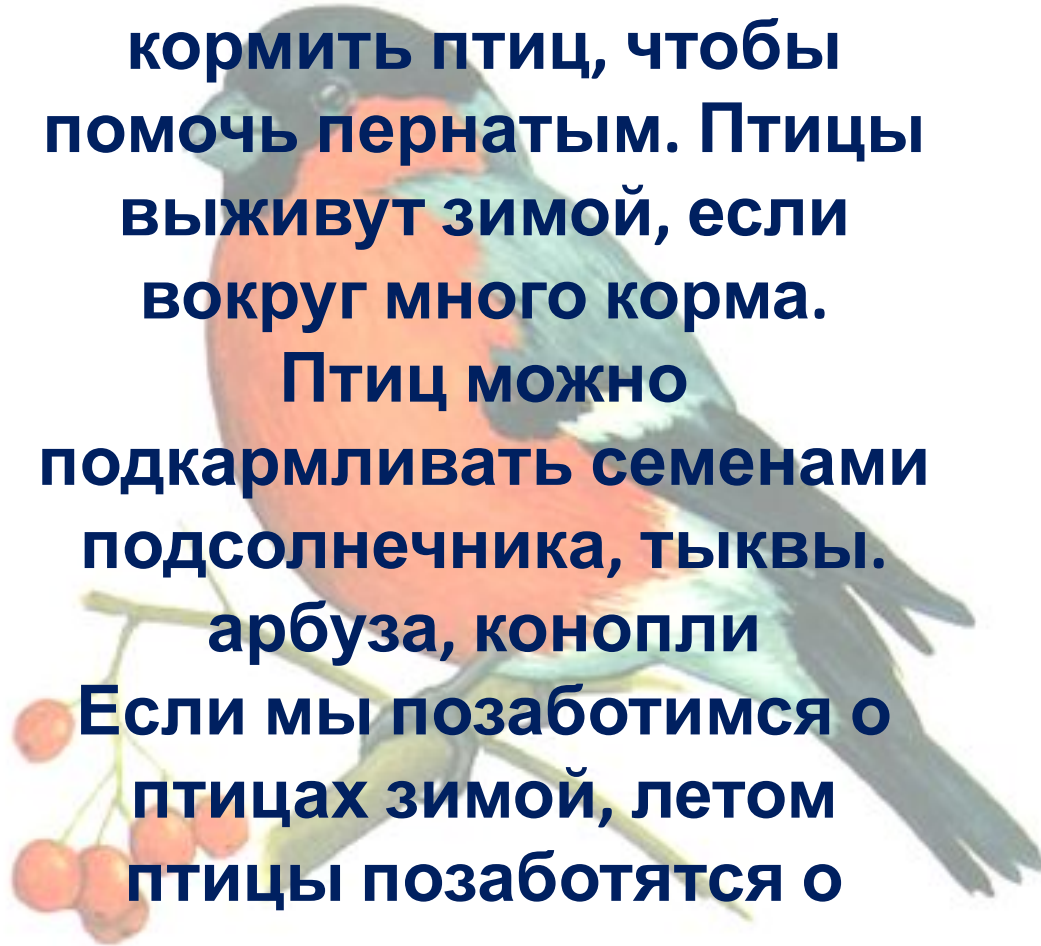 кормить птиц, чтобы
помочь пернатым. Птицы
выживут зимой, если
вокруг много корма.
Птиц можно
подкармливать семенами
подсолнечника, тыквы.
арбуза, конопли
Если мы позаботимся о
птицах зимой, летом
птицы позаботятся о